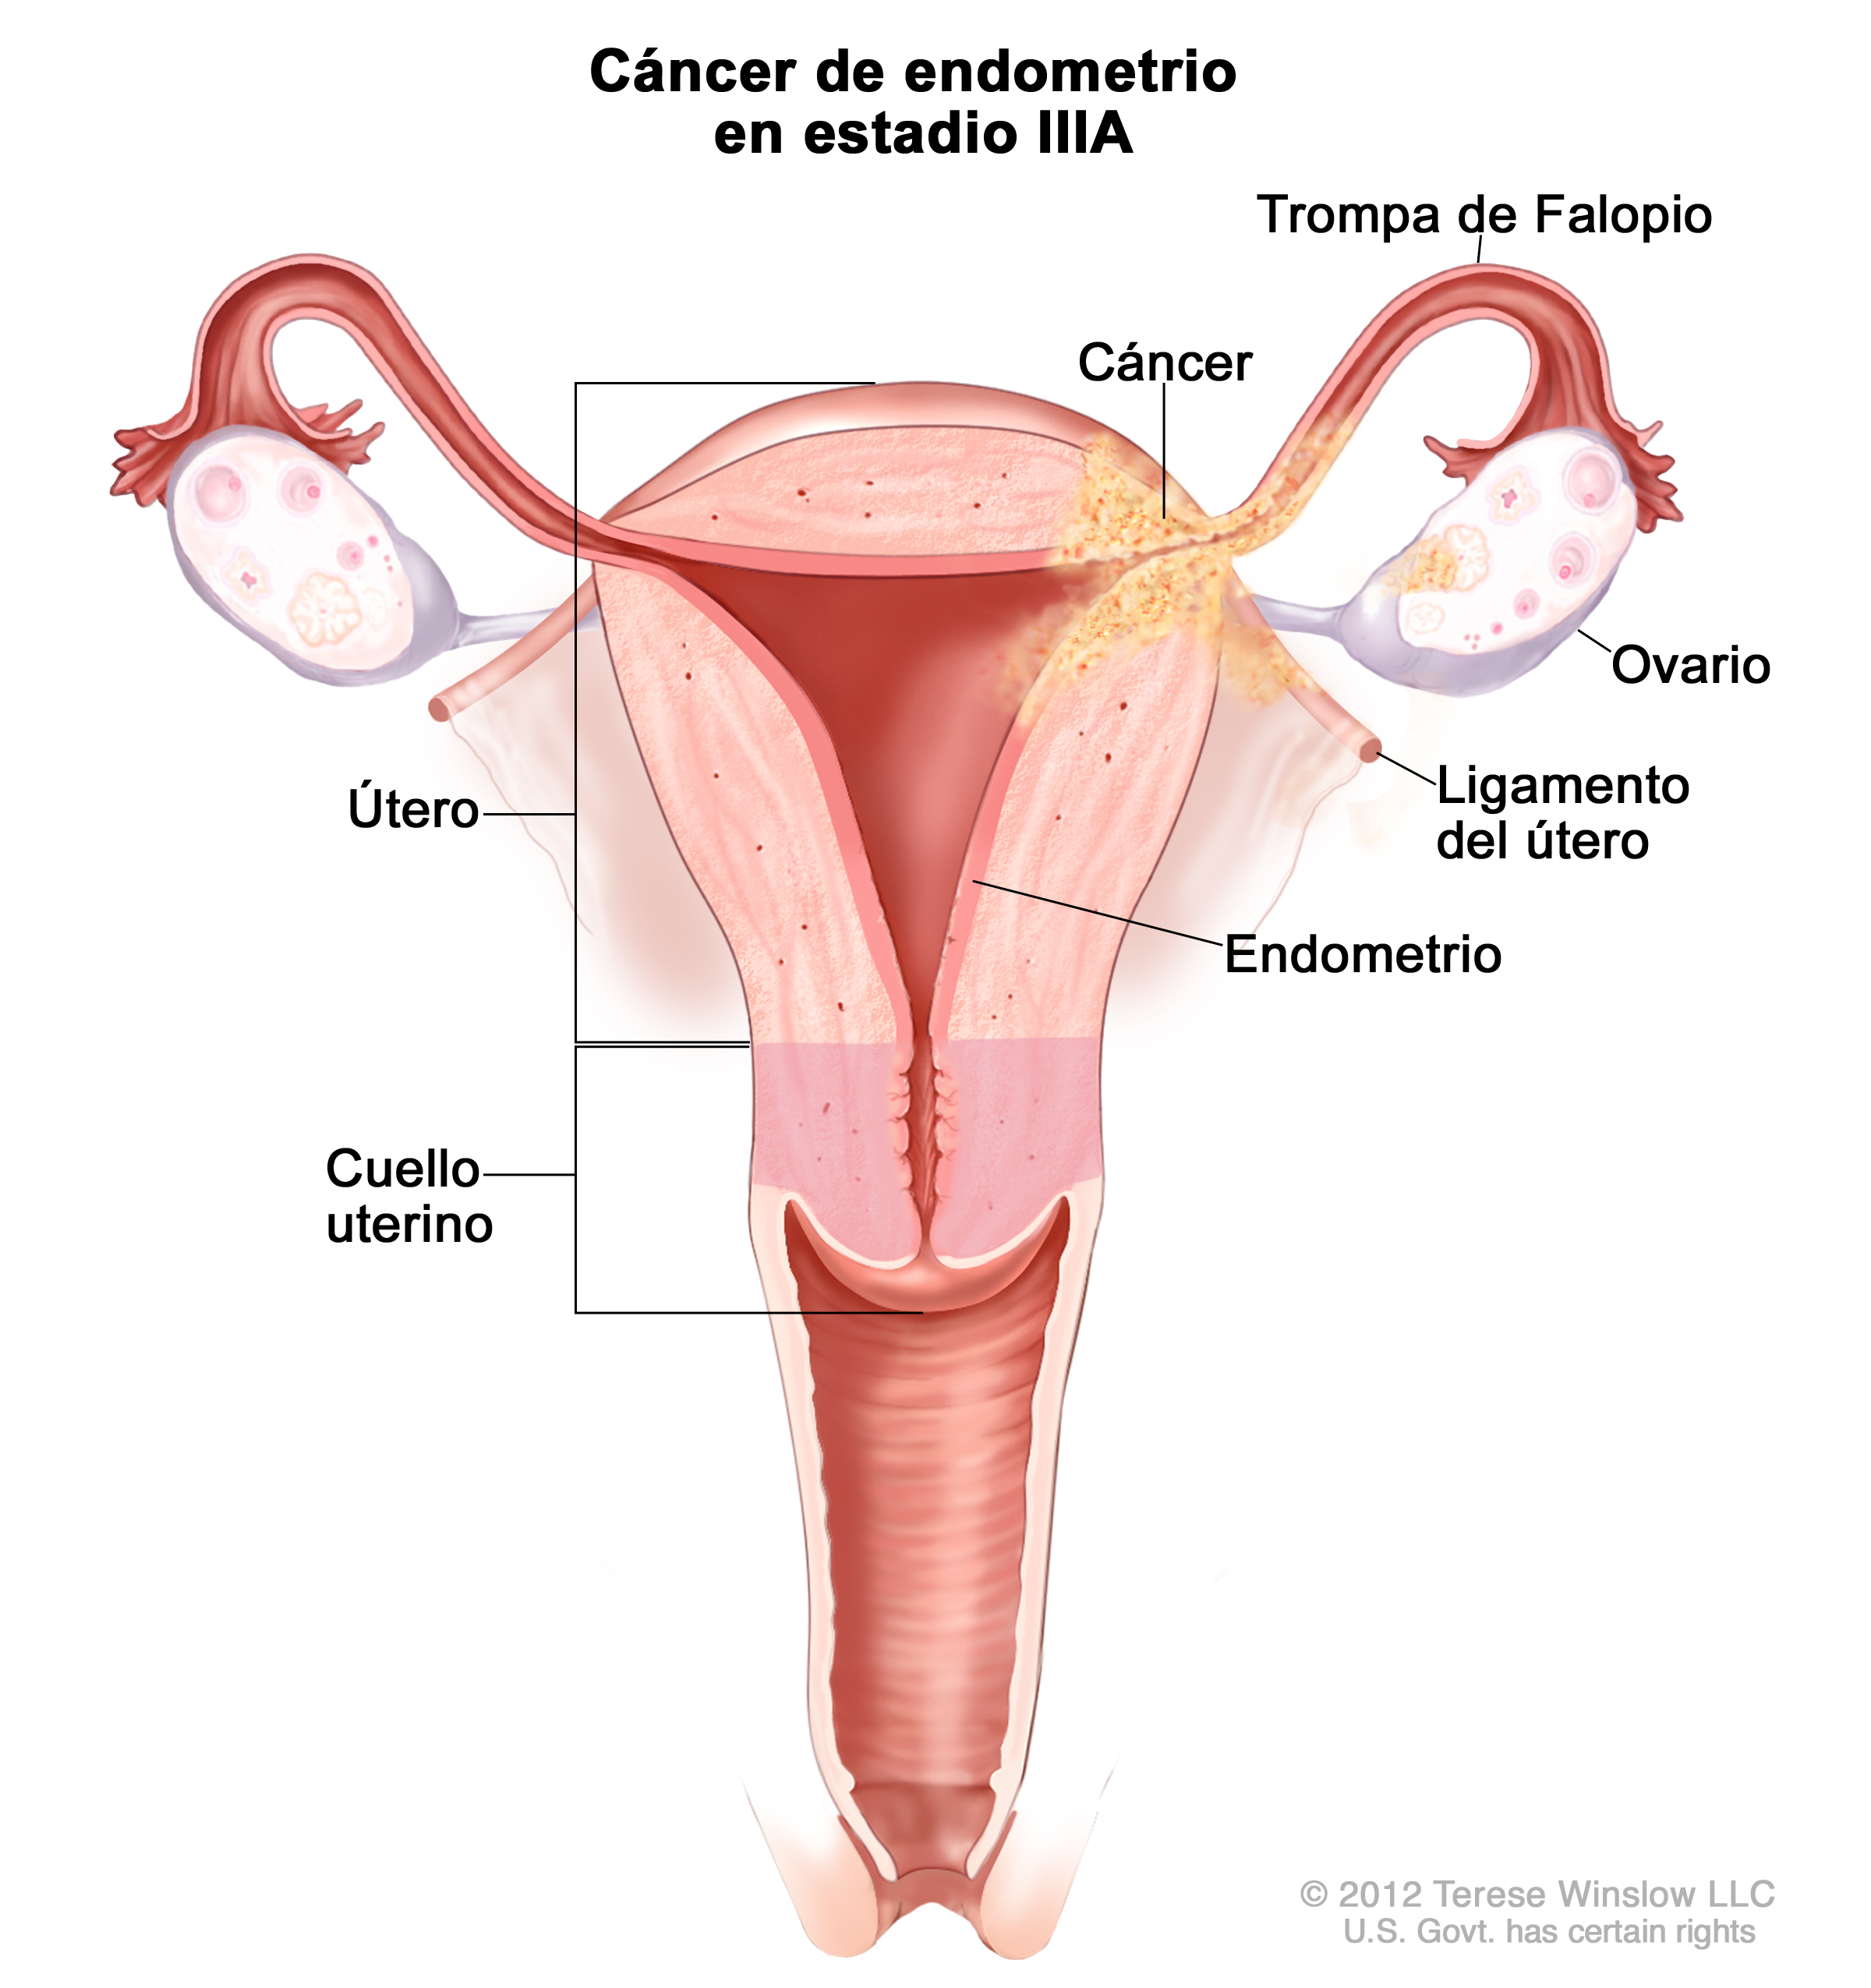 Cáncer de endometrio
en estadio IIIA
Trompa de Falopio
Cáncer
Ovario
Ligamento
del útero
Útero
Endometrio
Cuello
uterino
© 2012 Terese Winslow LLC
U.S. Govt. has certain rights